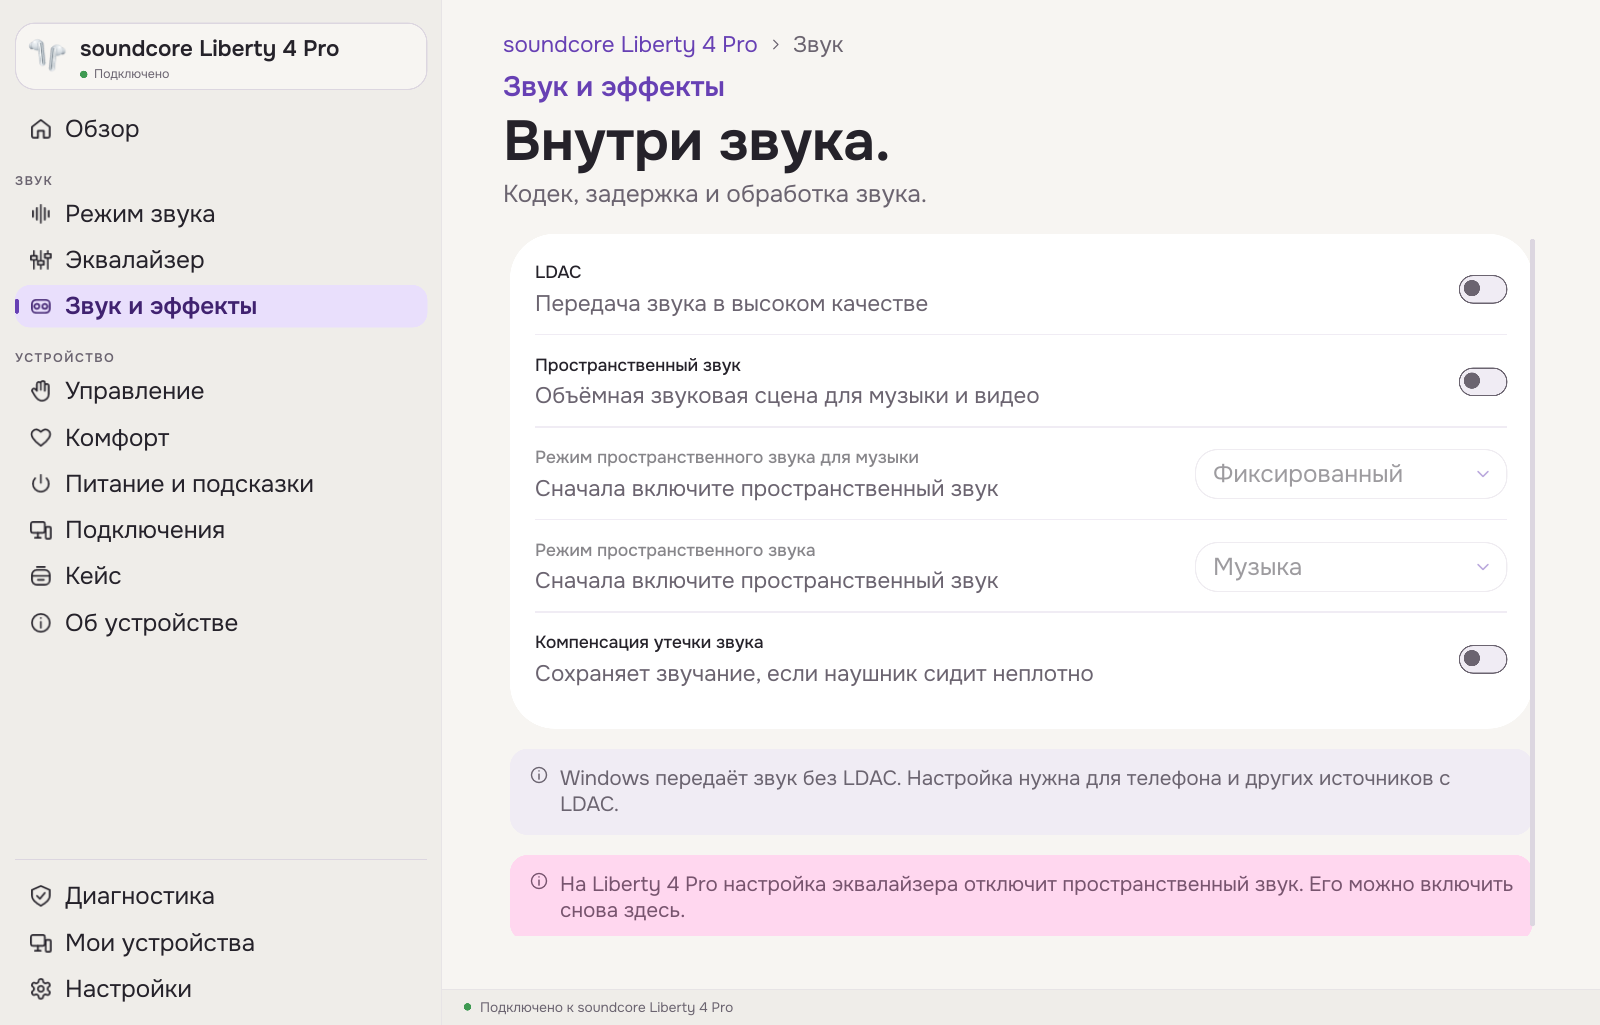 soundcore Liberty 4 Pro
Подключено
Обзор
ЗВУК
Режим звука
Эквалайзер
Звук и эффекты
УСТРОЙСТВО
Управление
Комфорт
Питание и подсказки
Подключения
Кейс
Об устройстве
Диагностика
Мои устройства
Настройки
soundcore Liberty 4 Pro > Звук
Звук и эффекты
Внутри звука.
Кодек, задержка и обработка звука.
LDAC
Передача звука в высоком качестве
Пространственный звук
Объёмная звуковая сцена для музыки и видео
Режим пространственного звука для музыки
Сначала включите пространственный звук
Фиксированный
Режим пространственного звука
Сначала включите пространственный звук
Музыка
Компенсация утечки звука
Сохраняет звучание, если наушник сидит неплотно
Windows передаёт звук без LDAC. Настройка нужна для телефона и других источников с
LDAC.
На Liberty 4 Pro настройка эквалайзера отключит пространственный звук. Его можно включить
снова здесь.
Подключено к soundcore Liberty 4 Pro